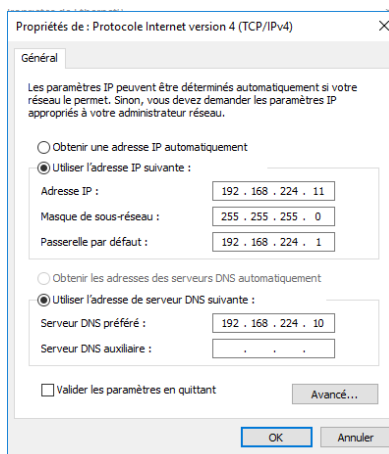 Propriétés de : Protocole Internet version 4 (TCP/IPv4)
Général
Les paramètres IP peuvent être déterminés automatiquement si votre
réseau le permet. Sinon, vous devez demander les paramètres IP
appropriés à votre administrateur réseau.
Obtenir une adresse IP automatiquement
Utiliser l'adresse IP suivante :
Adresse IP : 192 . 168 . 224 . 11
Masque de sous-réseau : 255 . 255 . 255 . 0
Passerelle par défaut : 192 . 168 . 224 . 1
Obtenir les adresses des serveurs DNS automatiquement
Utiliser l'adresse de serveur DNS suivante :
Serveur DNS préféré : 192 . 168 . 224 . 10
Serveur DNS auxiliaire : . . .
Valider les paramètres en quittant
Avancé...
OK Annuler